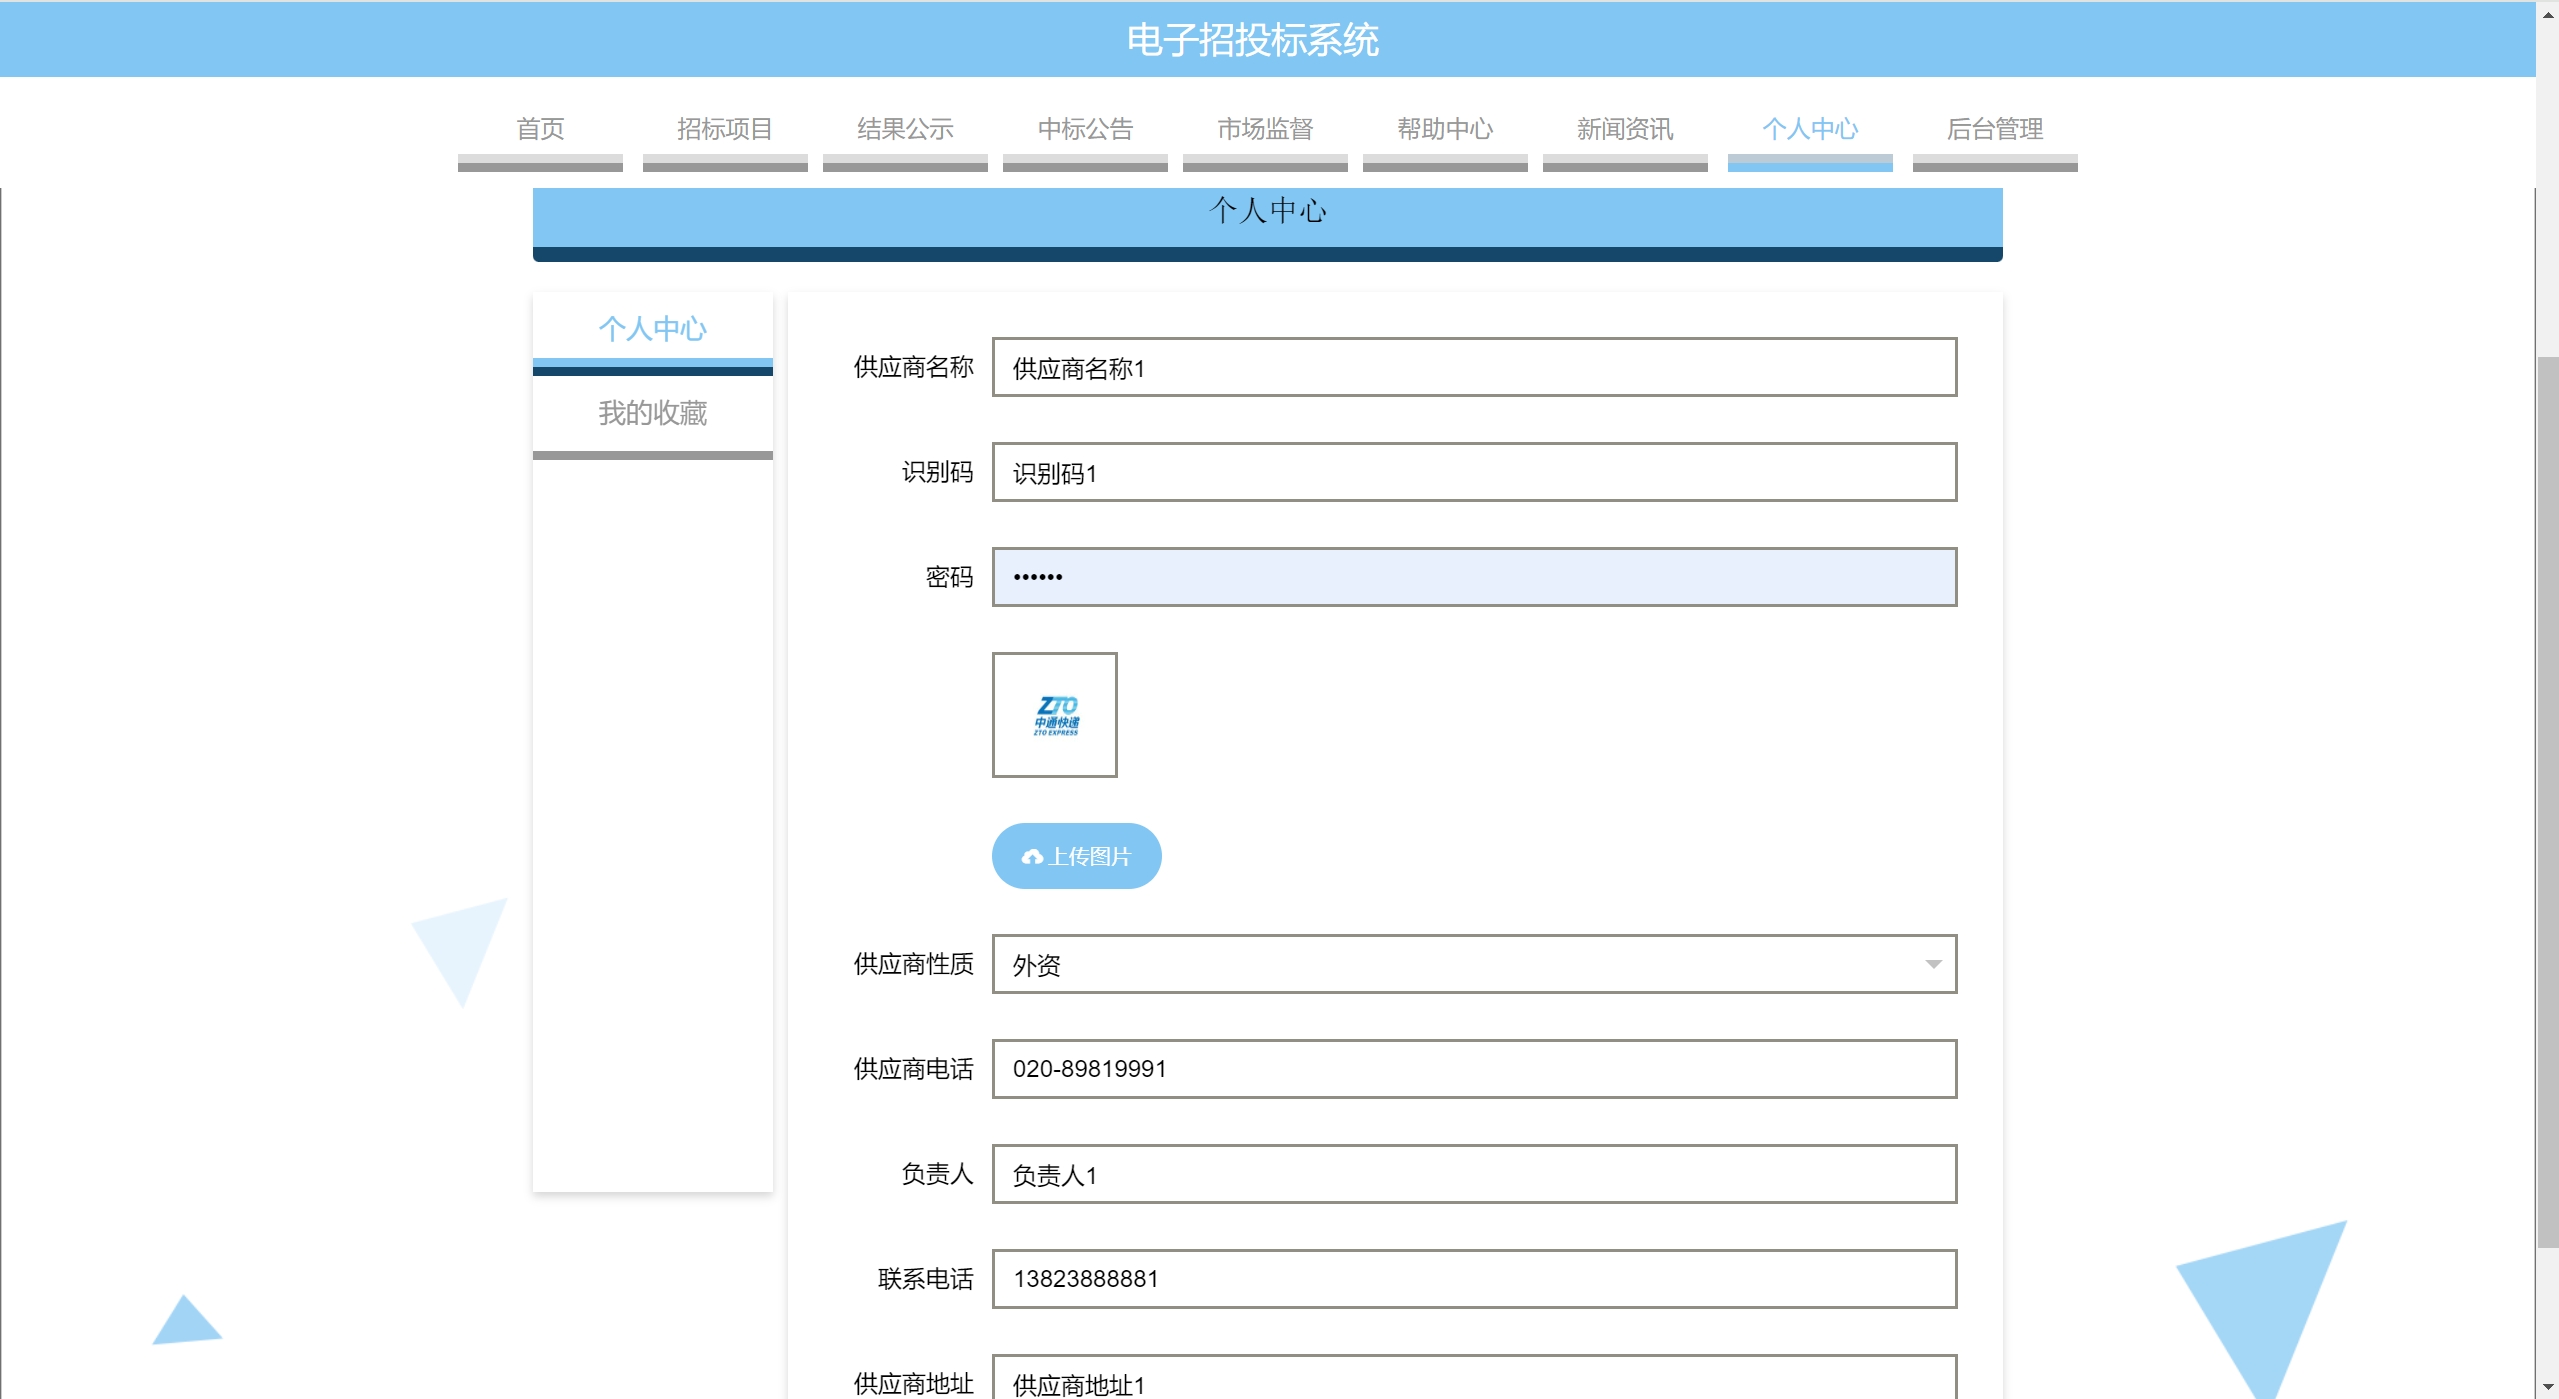 电子招投标系统
首页 招标项目 结果公示 中标公告 市场监督 帮助中心 新闻资讯 个人中心 后台管理
个人中心
个人中心
我的收藏
供应商名称 供应商名称1
识别码 识别码1
密码 ••••••
ZTO
中通快递
ZTO EXPRESS
上传图片
供应商性质 外资
供应商电话 020-89819991
负责人 负责人1
联系电话 13823888881
供应商地址 供应商地址1